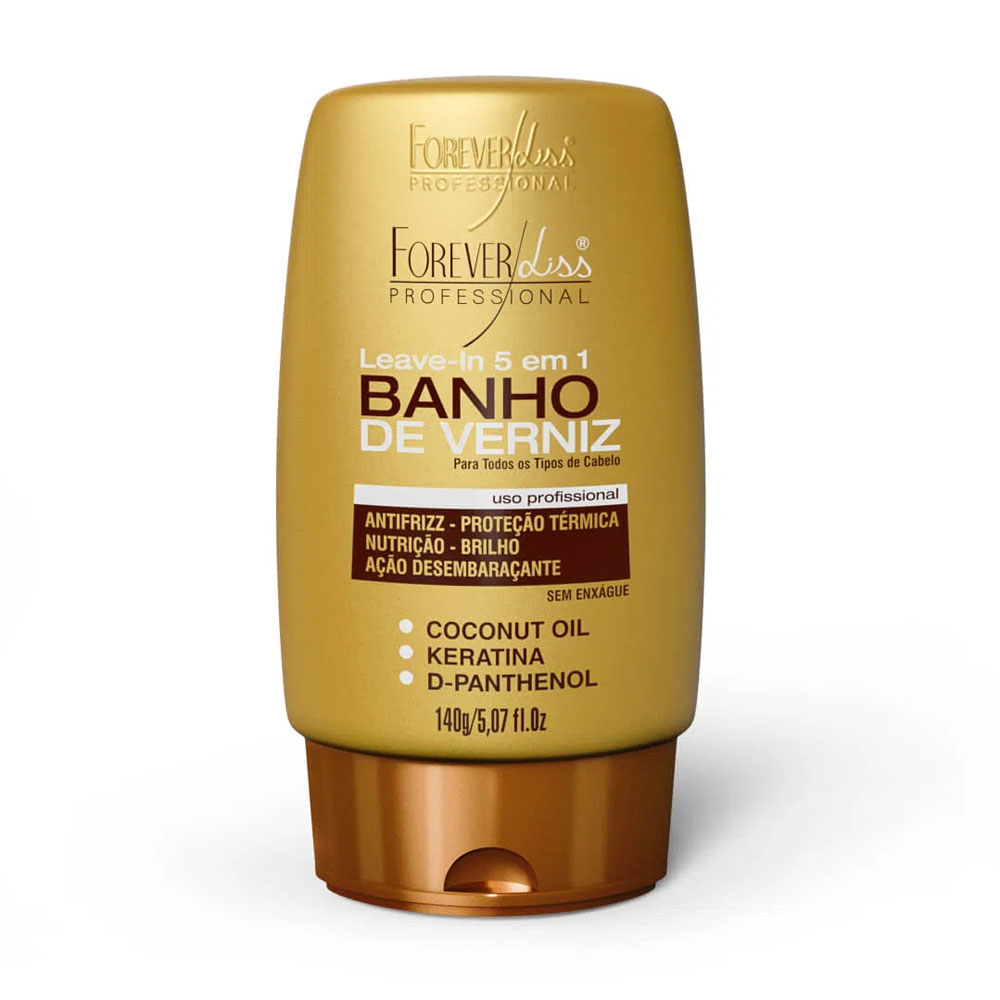 FOREVER Liss®
PROFESSIONAL
FOREVER Liss®
PROFESSIONAL
Leave-In 5 em 1
BANHO
DE VERNIZ
Para Todos os Tipos de Cabelo
uso profissional
ANTIFRIZZ - PROTEÇÃO TÉRMICA
NUTRIÇÃO - BRILHO
AÇÃO DESEMBARAÇANTE
SEM ENXÁGUE
COCONUT OIL
KERATINA
D-PANTHENOL
140g/5,07 fl.Oz